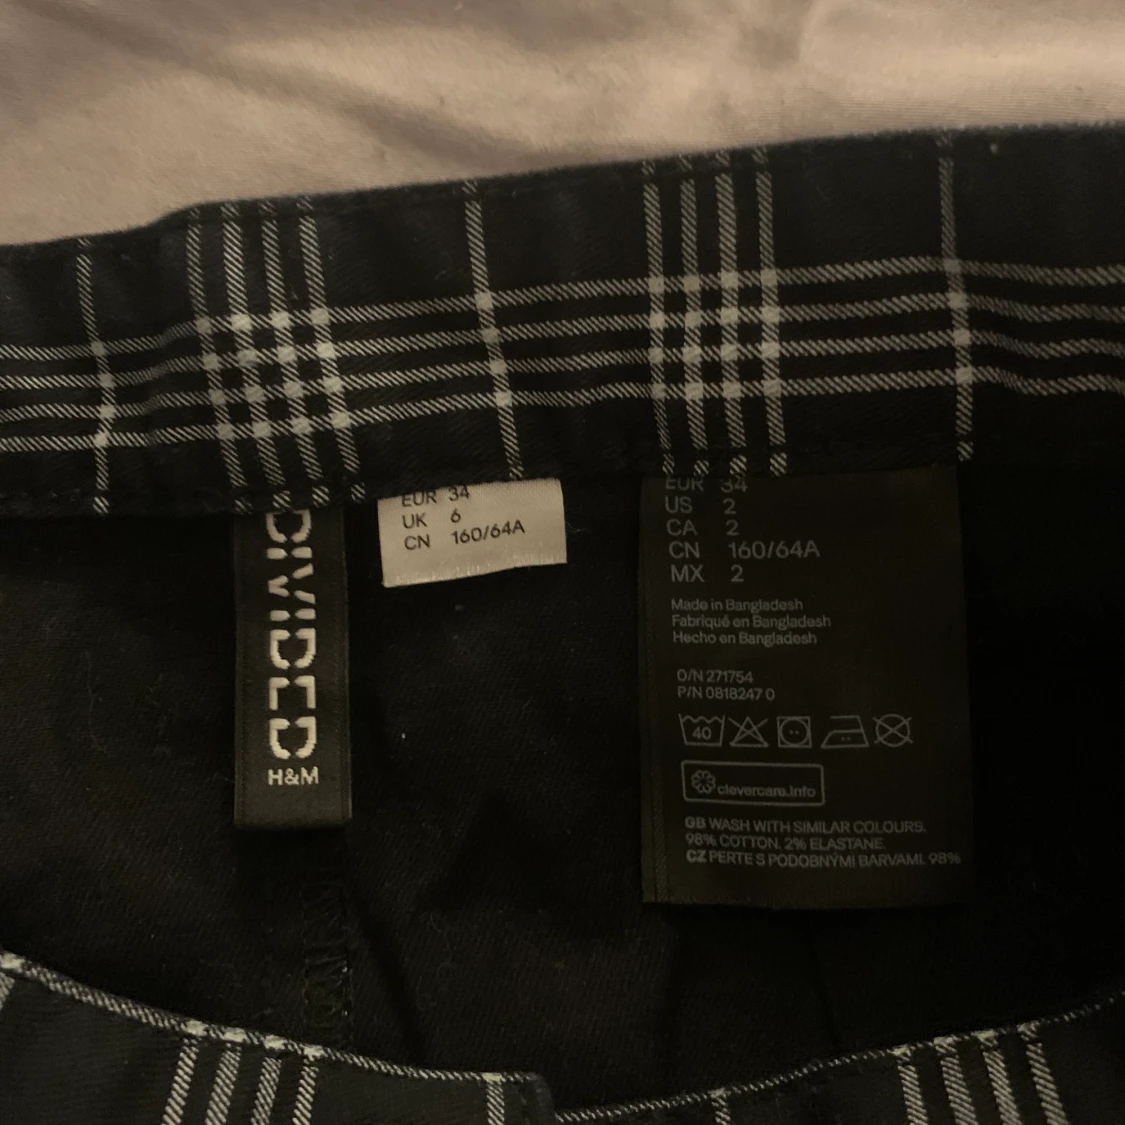 DIVIDED
H&M
EUR 34
UK 6
CN 160/64A
EUR 34
US 2
CA 2
CN 160/64A
MX 2
Made in Bangladesh
Fabriqué en Bangladesh
Hecho en Bangladesh
O/N 271754
P/N 0818247 0
40
clevercare.info
GB WASH WITH SIMILAR COLOURS.
98% COTTON. 2% ELASTANE
CZ PERTE S PODOBNÝMI BARVAMI. 98%